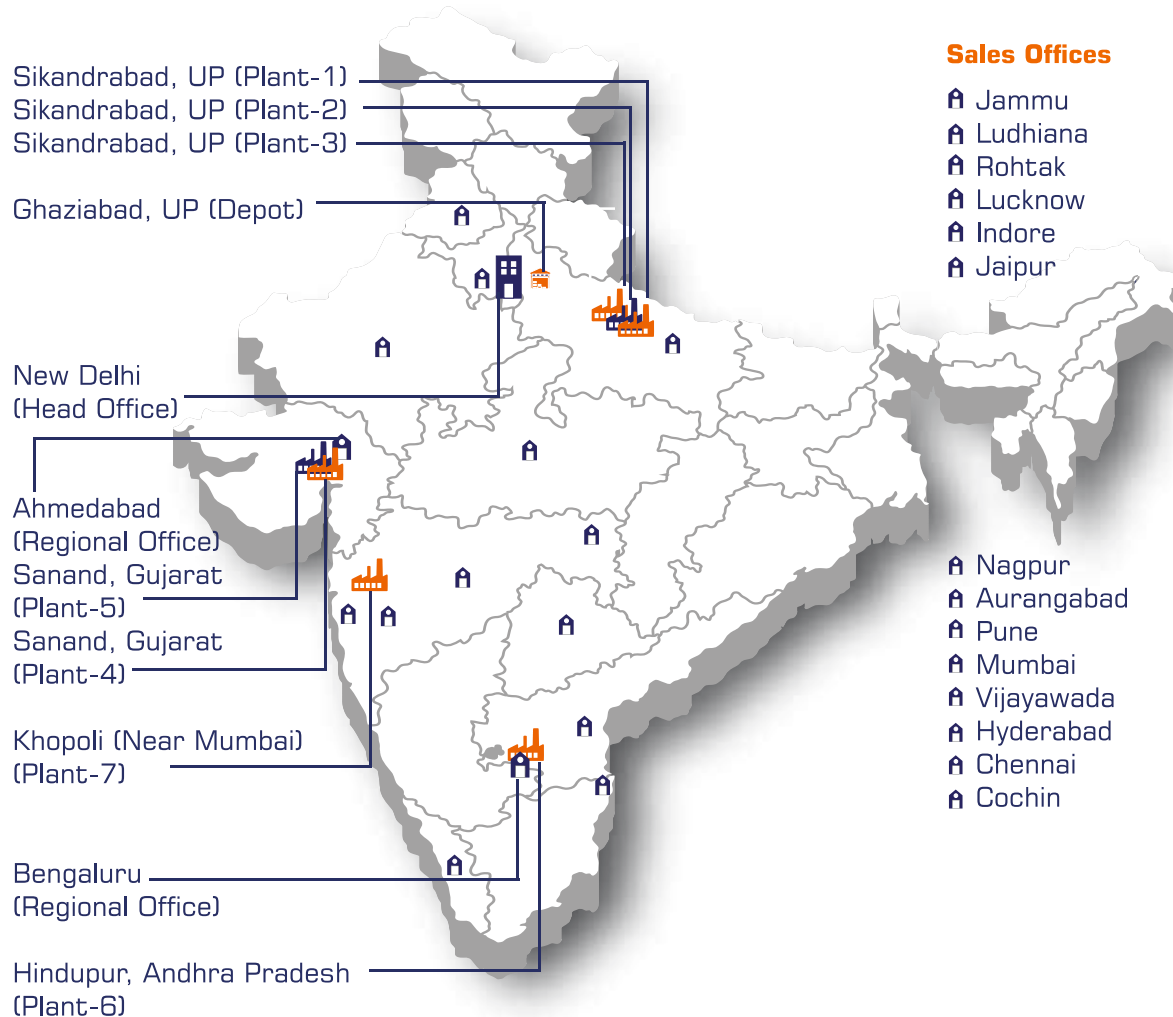 Sikandrabad, UP (Plant-1)
Sikandrabad, UP (Plant-2)
Sikandrabad, UP (Plant-3)
Ghaziabad, UP (Depot)
New Delhi
(Head Office)
Ahmedabad
(Regional Office)
Sanand, Gujarat
(Plant-5)
Sanand, Gujarat
(Plant-4)
Khopoli (Near Mumbai)
(Plant-7)
Bengaluru
(Regional Office)
Hindupur, Andhra Pradesh
(Plant-6)
Sales Offices
Jammu
Ludhiana
Rohtak
Lucknow
Indore
Jaipur
Nagpur
Aurangabad
Pune
Mumbai
Vijayawada
Hyderabad
Chennai
Cochin